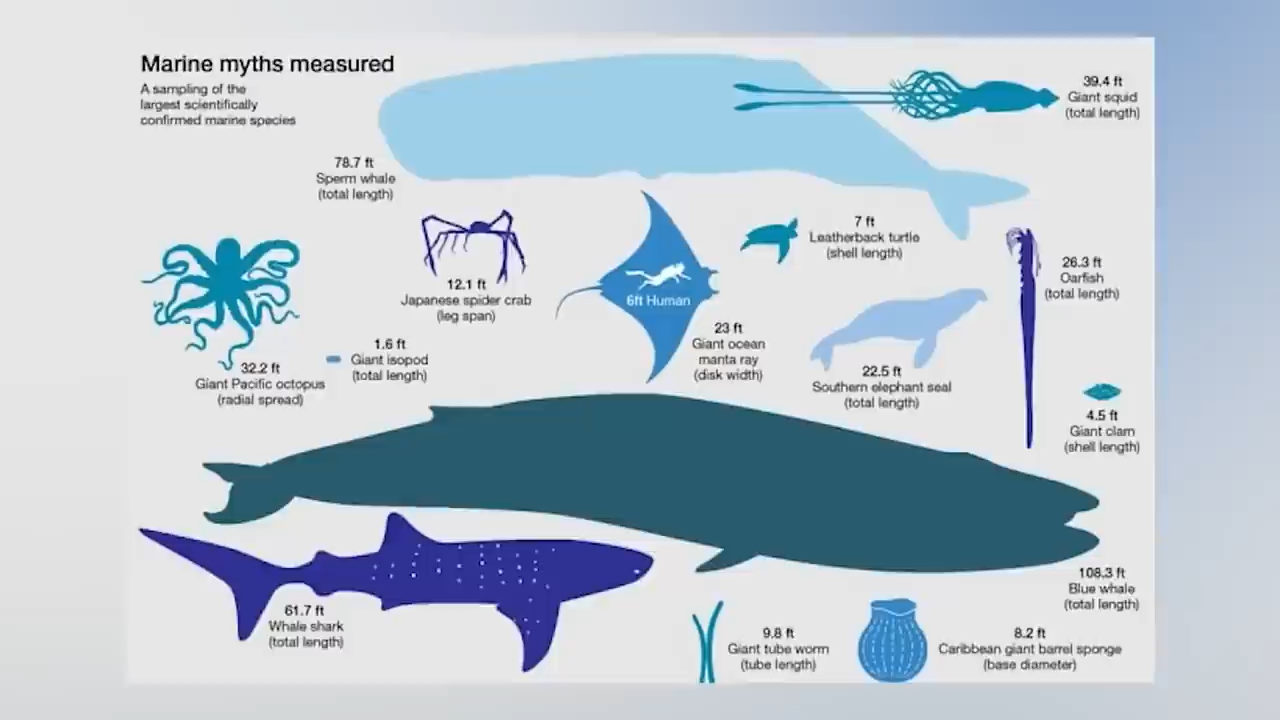 Marine myths measured
A sampling of the
largest scientifically
confirmed marine species
39.4 ft
Giant squid
(total length)
78.7 ft
Sperm whale
(total length)
7 ft
Leatherback turtle
(shell length)
26.3 ft
Oarfish
(total length)
12.1 ft
Japanese spider crab
(leg span)
6ft Human
23 ft
Giant ocean
manta ray
(disk width)
1.6 ft
Giant isopod
(total length)
32.2 ft
Giant Pacific octopus
(radial spread)
22.5 ft
Southern elephant seal
(total length)
4.5 ft
Giant clam
(shell length)
108.3 ft
Blue whale
(total length)
61.7 ft
Whale shark
(total length)
9.8 ft
Giant tube worm
(tube length)
8.2 ft
Caribbean giant barrel sponge
(base diameter)